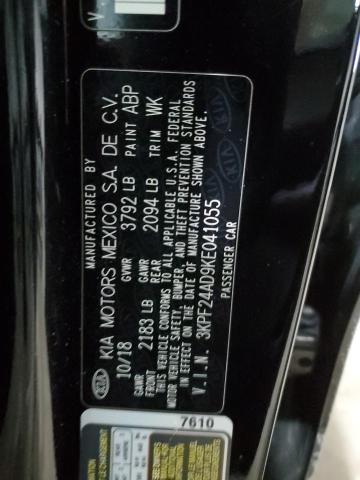 MANUFACTURED BY
KIA KIA MOTORS MEXICO S.A. DE C.V.
10/18 GVWR 3792 LB PAINT ABP
GAWR FRONT 2183 LB GAWR REAR 2094 LB TRIM WK
THIS VEHICLE CONFORMS TO ALL APPLICABLE U.S.A. FEDERAL
MOTOR VEHICLE SAFETY, BUMPER, AND THEFT PREVENTION STANDARDS
IN EFFECT ON THE DATE OF MANUFACTURE SHOWN ABOVE.
V.I.N. 3KPF24AD9KE041055
PASSENGER CAR
7610